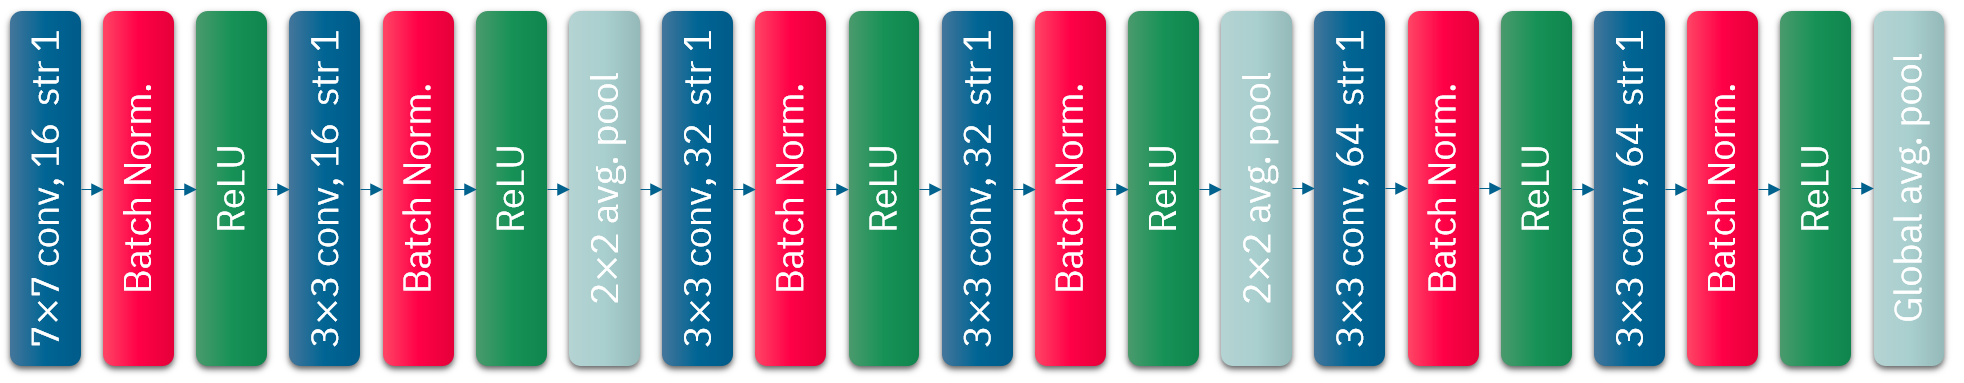 7×7 conv, 16 str 1
Batch Norm.
ReLU
3×3 conv, 16 str 1
Batch Norm.
ReLU
2×2 avg. pool
3×3 conv, 32 str 1
Batch Norm.
ReLU
3×3 conv, 32 str 1
Batch Norm.
ReLU
2×2 avg. pool
3×3 conv, 64 str 1
Batch Norm.
ReLU
3×3 conv, 64 str 1
Batch Norm.
ReLU
Global avg. pool